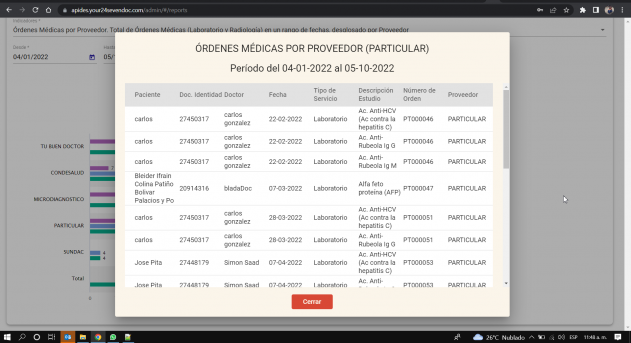 apides.your24sevendoc.com/admin/#/reports
Indicadores *
Órdenes Médicas por Proveedor. Total de Órdenes Médicas (Laboratorio y Radiología) en un rango de fechas, desglosado por Proveedor
Desde *
Hasta
04/01/2022
05/1
ÓRDENES MÉDICAS POR PROVEEDOR (PARTICULAR)
Período del 04-01-2022 al 05-10-2022
Paciente Doc. Identidad Doctor Fecha Tipo de Servicio Descripción Estudio Número de Orden Proveedor
carlos 27450317 carlos gonzalez 22-02-2022 Laboratorio Ac. Anti-HCV (Ac contra la hepatitis C) PT000046 PARTICULAR
carlos 27450317 carlos gonzalez 22-02-2022 Laboratorio Ac. Anti-Rubeola Ig G PT000046 PARTICULAR
carlos 27450317 carlos gonzalez 22-02-2022 Laboratorio Ac. Anti-Rubeola Ig M PT000046 PARTICULAR
Bleider Ifrain Colina Patiño Bolivar Palacios y Po 20914316 bladaDoc 07-03-2022 Laboratorio Alfa feto proteina (AFP) PT000047 PARTICULAR
carlos 27450317 carlos gonzalez 28-03-2022 Laboratorio Ac. Anti-HCV (Ac contra la hepatitis C) PT000051 PARTICULAR
carlos 27450317 carlos gonzalez 28-03-2022 Laboratorio Ac. Anti-Rubeola Ig G PT000051 PARTICULAR
Jose Pita 27448179 Simon Saad 07-04-2022 Laboratorio Ac. Anti-HCV (Ac contra la hepatitis C) PT000053 PARTICULAR
Jose Pita 27448179 Simon Saad 07-04-2022 Laboratorio Ac. Anti- PT000053 PARTICULAR
TU BUEN DOCTOR
CONDESALUD
7
MICRODIAGNOSTICO
PARTICULAR
SUNDAC
4
4
Total
0
Cerrar
26°C Nublado
ESP
11:48 a. m.